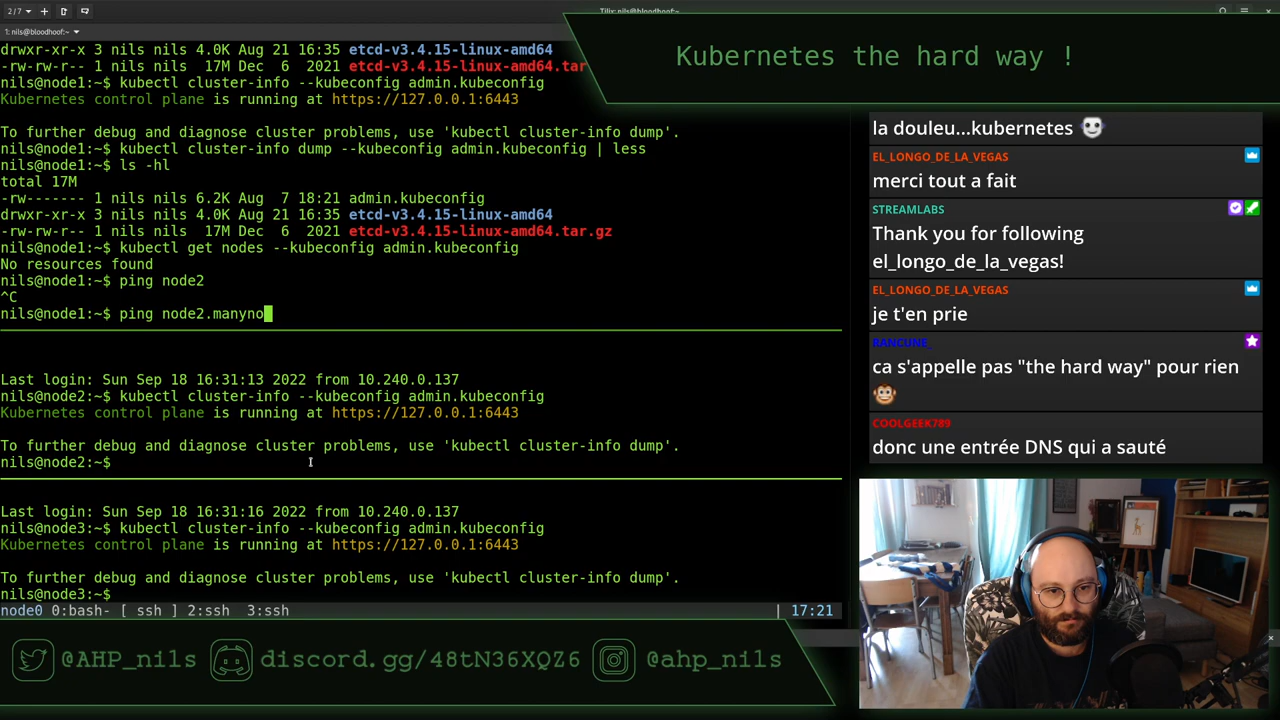 2/7
Tilix: nils@bloodhoof:~
1: nils@bloodhoof:~
Kubernetes the hard way !
drwxr-xr-x 3 nils nils 4.0K Aug 21 16:35 etcd-v3.4.15-linux-amd64
-rw-rw-r-- 1 nils nils  17M Dec  6  2021 etcd-v3.4.15-linux-amd64.tar
nils@node1:~$ kubectl cluster-info --kubeconfig admin.kubeconfig
Kubernetes control plane is running at https://127.0.0.1:6443
To further debug and diagnose cluster problems, use 'kubectl cluster-info dump'.
nils@node1:~$ kubectl cluster-info dump --kubeconfig admin.kubeconfig | less
nils@node1:~$ ls -hl
total 17M
-rw------- 1 nils nils 6.2K Aug  7 18:21 admin.kubeconfig
drwxr-xr-x 3 nils nils 4.0K Aug 21 16:35 etcd-v3.4.15-linux-amd64
-rw-rw-r-- 1 nils nils  17M Dec  6  2021 etcd-v3.4.15-linux-amd64.tar.gz
nils@node1:~$ kubectl get nodes --kubeconfig admin.kubeconfig
No resources found
nils@node1:~$ ping node2
^C
nils@node1:~$ ping node2.manyno
Last login: Sun Sep 18 16:31:13 2022 from 10.240.0.137
nils@node2:~$ kubectl cluster-info --kubeconfig admin.kubeconfig
Kubernetes control plane is running at https://127.0.0.1:6443
To further debug and diagnose cluster problems, use 'kubectl cluster-info dump'.
nils@node2:~$
Last login: Sun Sep 18 16:31:16 2022 from 10.240.0.137
nils@node3:~$ kubectl cluster-info --kubeconfig admin.kubeconfig
Kubernetes control plane is running at https://127.0.0.1:6443
To further debug and diagnose cluster problems, use 'kubectl cluster-info dump'.
nils@node3:~$
node0 0:bash- [ ssh ] 2:ssh  3:ssh | 17:21
la douleu...kubernetes
EL_LONGO_DE_LA_VEGAS
merci tout a fait
STREAMLABS
Thank you for following
el_longo_de_la_vegas!
EL_LONGO_DE_LA_VEGAS
je t'en prie
RANCUNE_
ca s'appelle pas "the hard way" pour rien
COOLGEEK789
donc une entrée DNS qui a sauté
@AHP_nils discord.gg/48tN36XQZ6 @ahp_nils